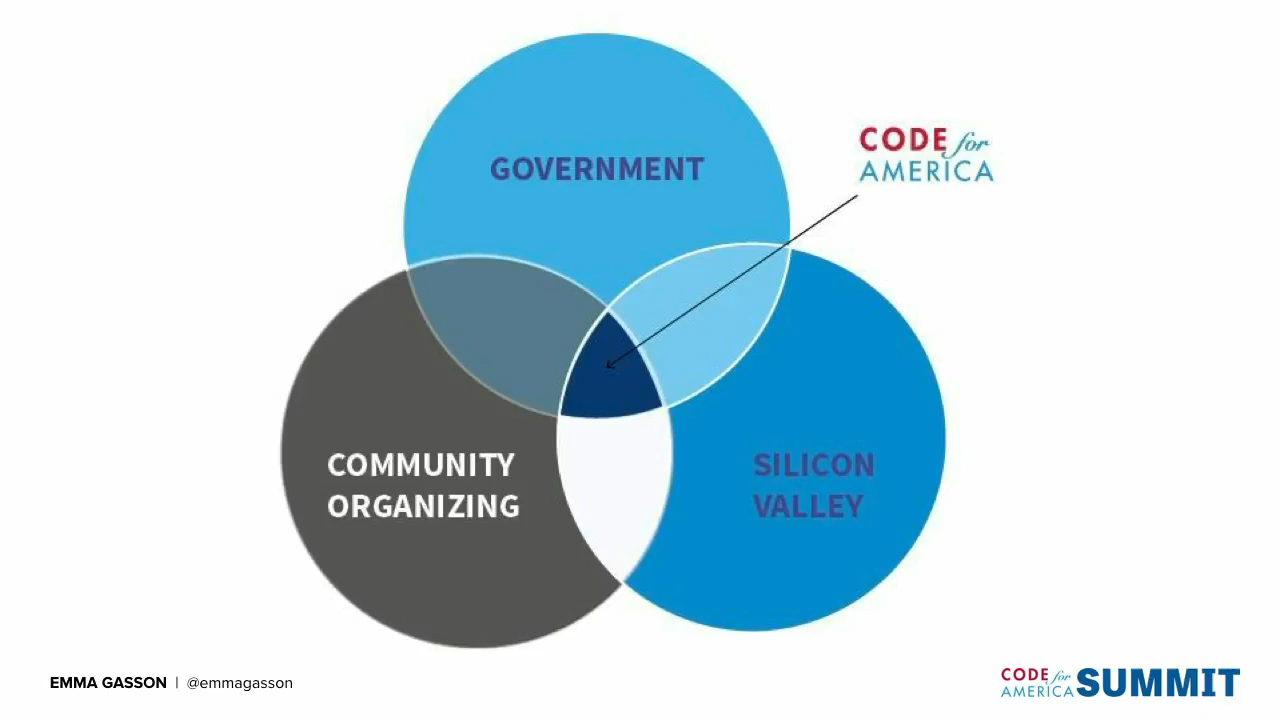 GOVERNMENT
CODE for
AMERICA
COMMUNITY
ORGANIZING
SILICON
VALLEY
EMMA GASSON | @emmagasson
CODE for
AMERICA SUMMIT